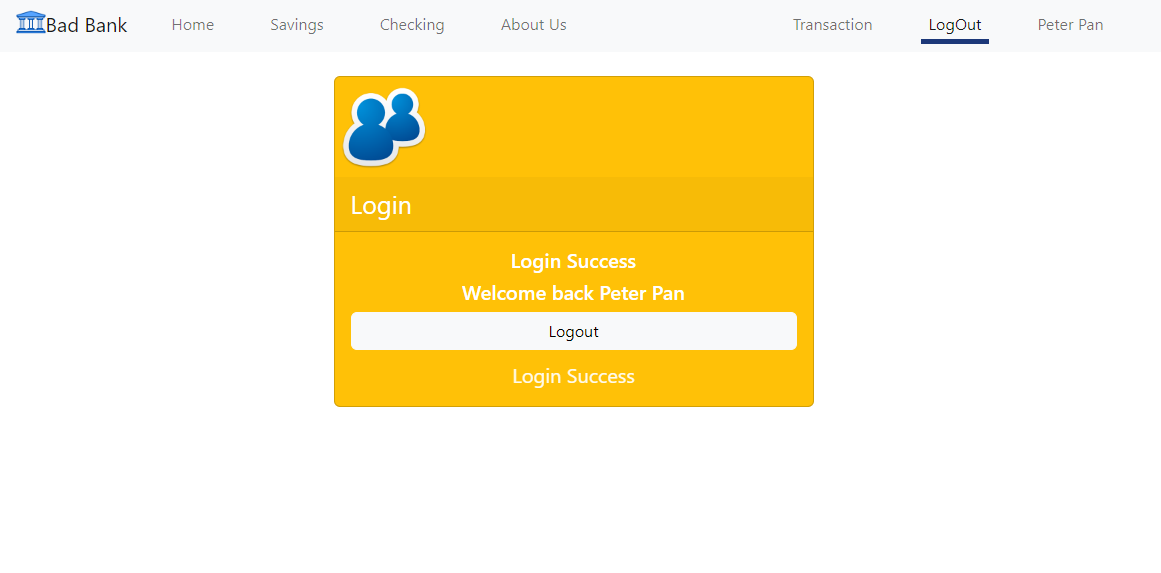 Bad Bank Home Savings Checking About Us Transaction LogOut Peter Pan
Login
Login Success
Welcome back Peter Pan
Logout
Login Success